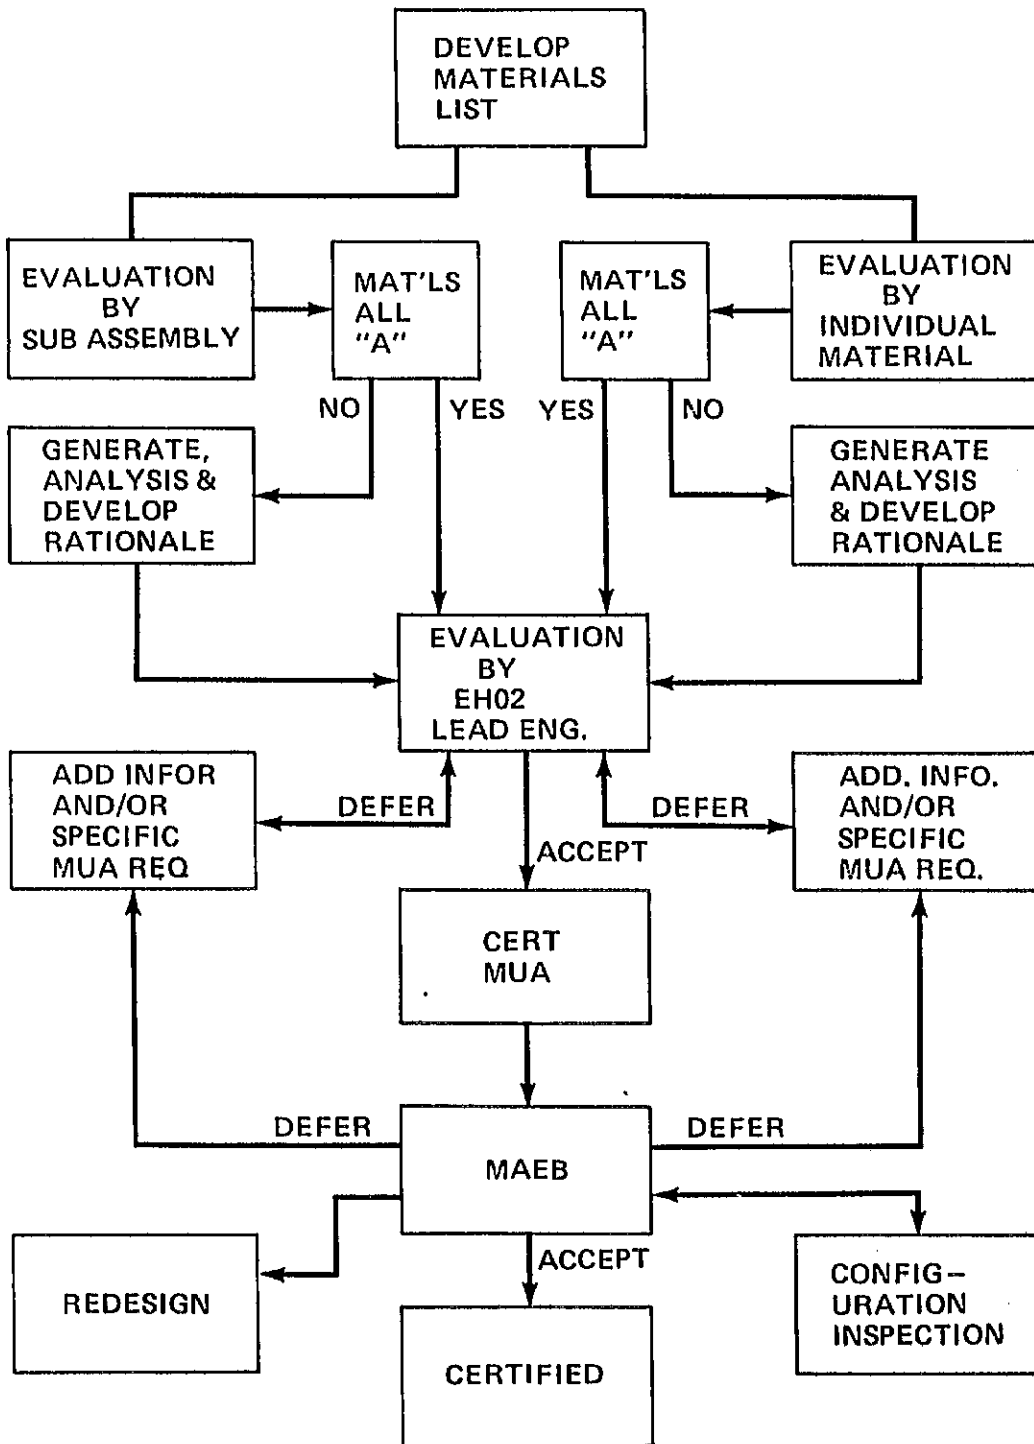 DEVELOP
MATERIALS
LIST
EVALUATION
BY
SUB ASSEMBLY
MAT'LS
ALL
"A"
MAT'LS
ALL
"A"
EVALUATION
BY
INDIVIDUAL
MATERIAL
NO
YES
YES
NO
GENERATE,
ANALYSIS &
DEVELOP
RATIONALE
GENERATE
ANALYSIS
& DEVELOP
RATIONALE
EVALUATION
BY
EH02
LEAD ENG.
ADD INFOR
AND/OR
SPECIFIC
MUA REQ
DEFER
DEFER
ADD. INFO.
AND/OR
SPECIFIC
MUA REQ.
ACCEPT
CERT
MUA
DEFER
DEFER
MAEB
ACCEPT
REDESIGN
CONFIG-
URATION
INSPECTION
CERTIFIED